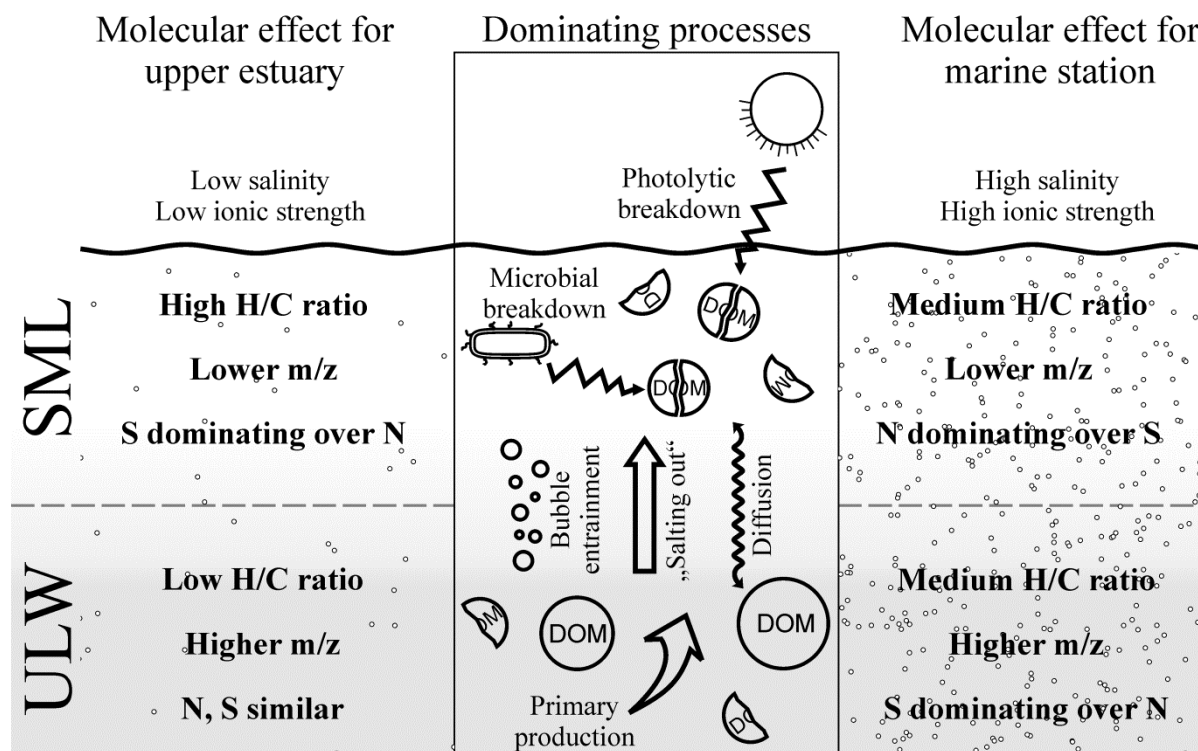 Molecular effect for
upper estuary
Dominating processes
Molecular effect for
marine station
Low salinity
Low ionic strength
Photolytic
breakdown
High salinity
High ionic strength
SML
High H/C ratio
Lower m/z
S dominating over N
Microbial
breakdown
DOM
DOM
D
M
Bubble
entrainment
„Salting out“
Diffusion
Medium H/C ratio
Lower m/z
N dominating over S
ULW
Low H/C ratio
Higher m/z
N, S similar
OM
DOM
DOM
DO
Primary
production
Medium H/C ratio
Higher m/z
S dominating over N